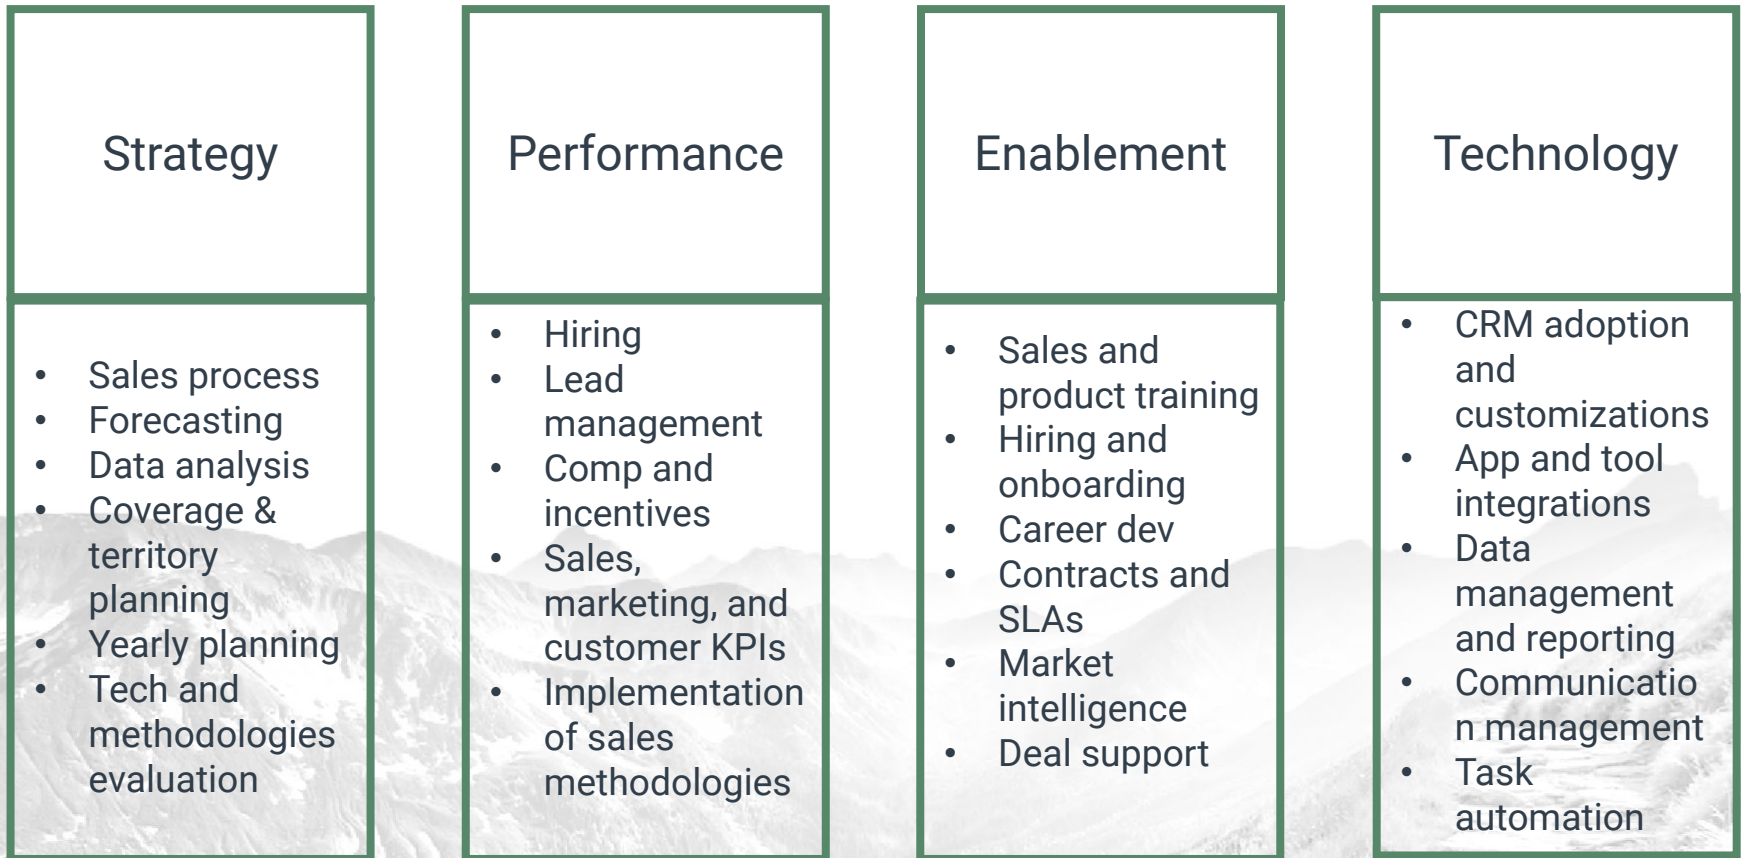 Strategy
• Sales process
• Forecasting
• Data analysis
• Coverage &
territory
planning
• Yearly planning
• Tech and
methodologies
evaluation
Performance
• Hiring
• Lead
management
• Comp and
incentives
• Sales,
marketing, and
customer KPIs
• Implementation
of sales
methodologies
Enablement
• Sales and
product training
• Hiring and
onboarding
• Career dev
• Contracts and
SLAs
• Market
intelligence
• Deal support
Technology
• CRM adoption
and
customizations
• App and tool
integrations
• Data
management
and reporting
• Communicatio
n management
• Task
automation